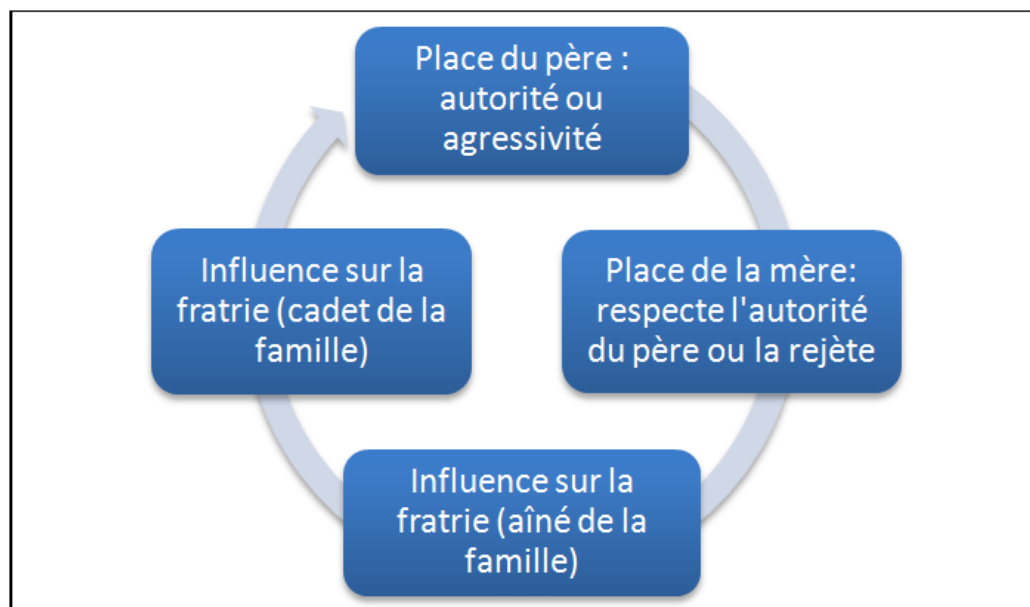 Place du père :
autorité ou
agressivité
Place de la mère:
respecte l'autorité
du père ou la rejète
Influence sur la
fratrie (aîné de la
famille)
Influence sur la
fratrie (cadet de la
famille)